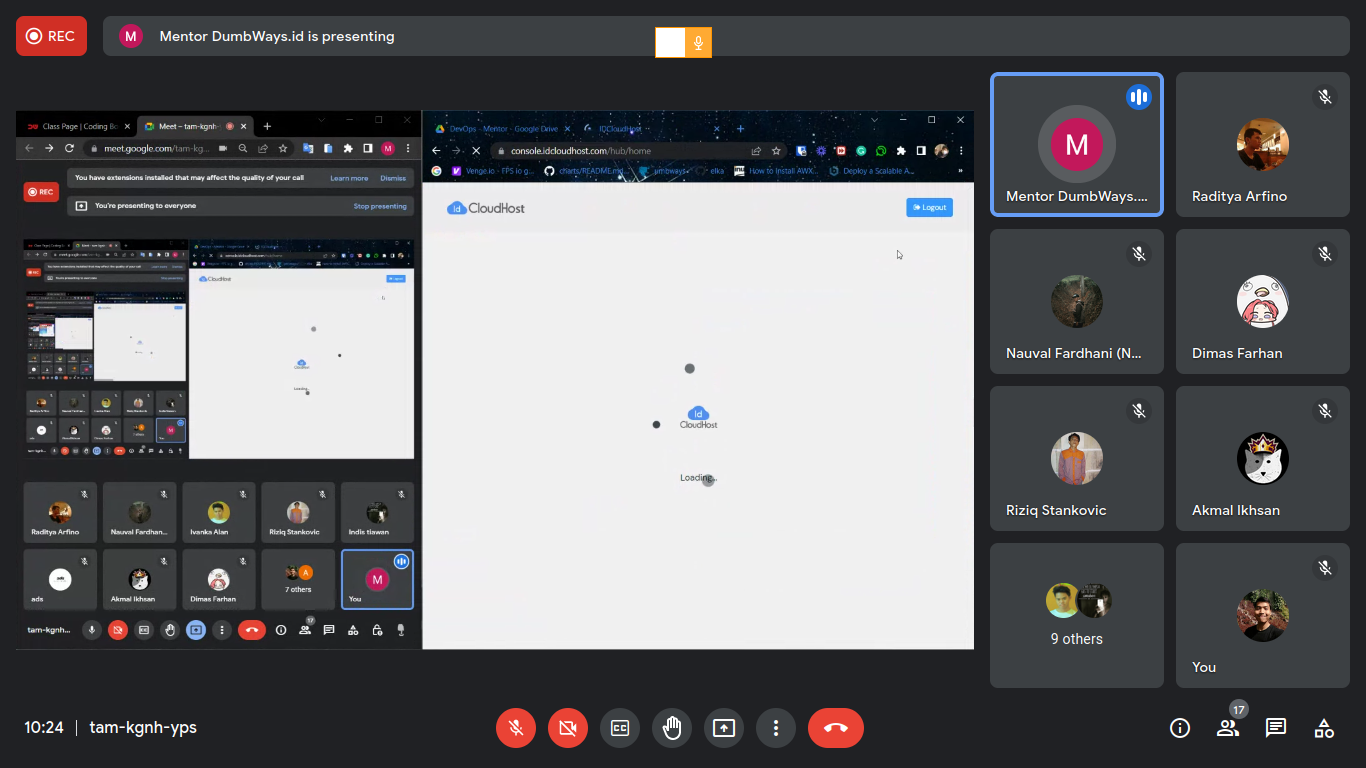 REC
M
Mentor DumbWays.id is presenting
Class Page | Coding Bo
Meet – tam-kgnh-
meet.google.com/tam-kg...
M
REC
You have extensions installed that may affect the quality of your call
Learn more
Dismiss
You're presenting to everyone
Stop presenting
DevOps - Mentor - Google Drive
IDCloudHost
console.idcloudhost.com/hub/home
Venge.io - FPS io g...
charts/README.md...
elka
How to Install AWX...
Deploy a Scalable A...
»
Id CloudHost
Logout
Id
CloudHost
Loading...
CloudHost
CloudHost
Loading...
Raditya Arfino
Nauval Fardhan...
Ivanka Alan
Riziq Stankovic
Indis tiawan
ads
Akmal Ikhsan
Dimas Farhan
A
7 others
M
You
tam-kgnh...
17
M
Mentor DumbWays....
Raditya Arfino
Nauval Fardhani (N...
Dimas Farhan
Riziq Stankovic
Akmal Ikhsan
9 others
You
10:24
tam-kgnh-yps
17